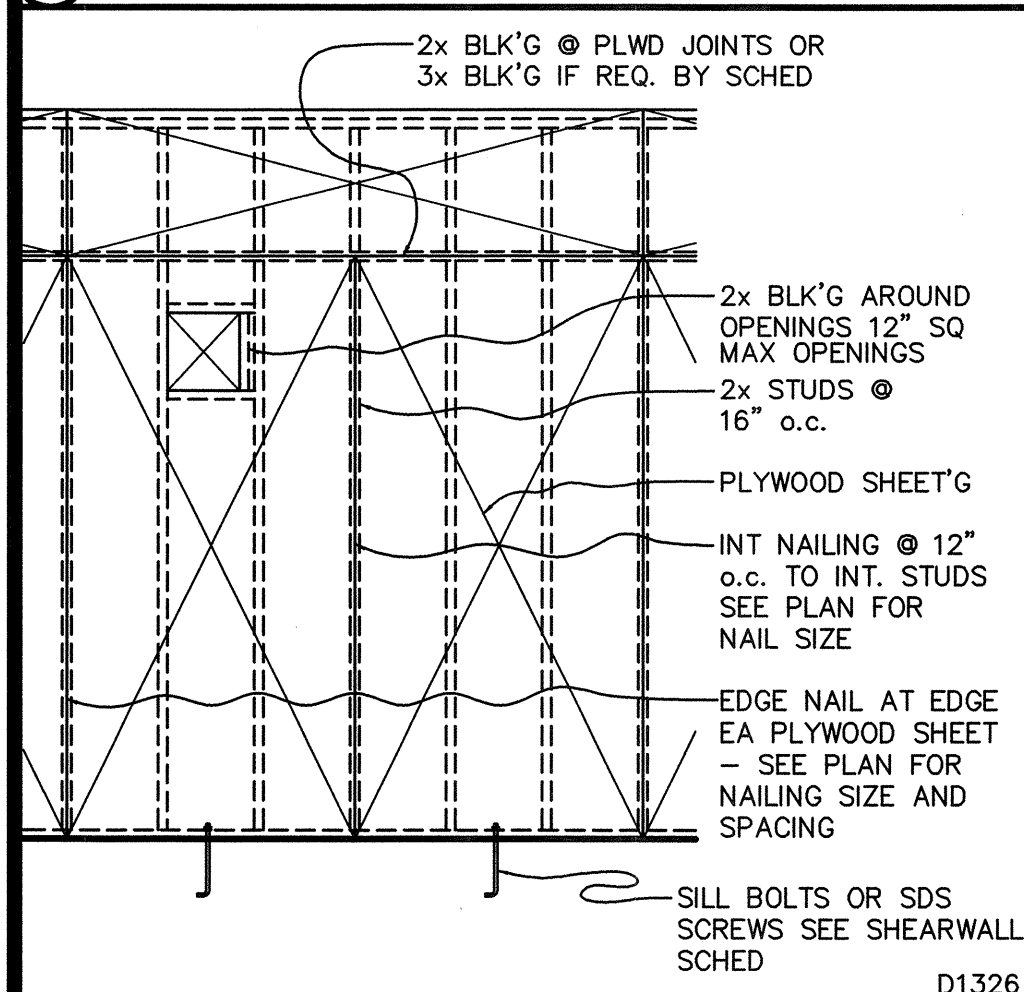 2x BLK'G @ PLWD JOINTS OR
3x BLK'G IF REQ. BY SCHED
2x BLK'G AROUND
OPENINGS 12" SQ
MAX OPENINGS
2x STUDS @
16" o.c.
PLYWOOD SHEET'G
INT NAILING @ 12"
o.c. TO INT. STUDS
SEE PLAN FOR
NAIL SIZE
EDGE NAIL AT EDGE
EA PLYWOOD SHEET
– SEE PLAN FOR
NAILING SIZE AND
SPACING
SILL BOLTS OR SDS
SCREWS SEE SHEARWALL
SCHED
D1326